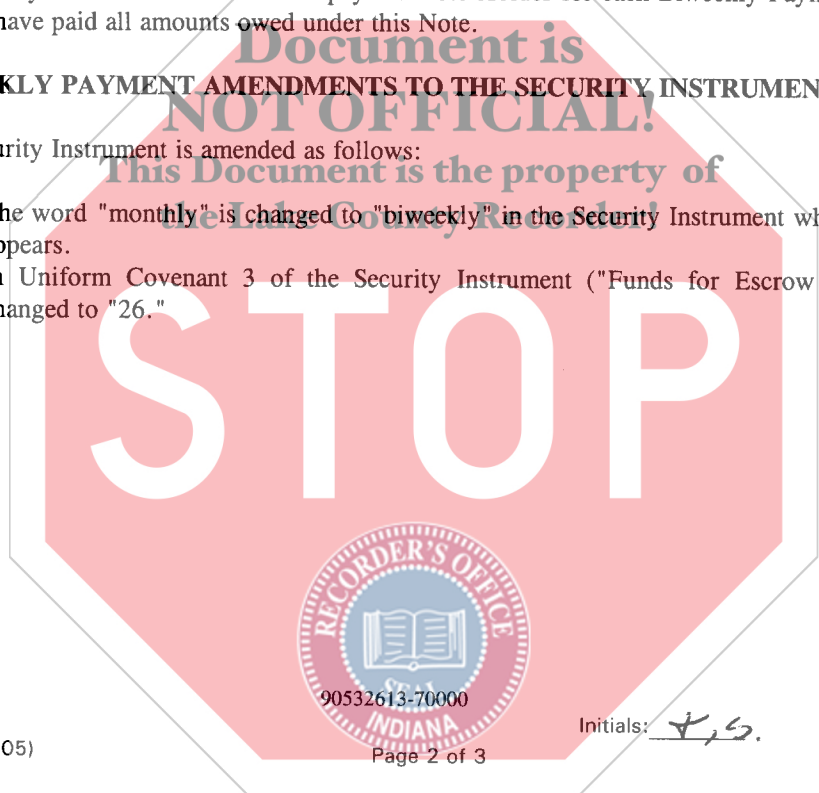 have paid all amounts owed under this Note.
Document is
KLY PAYMENT AMENDMENTS TO THE SECURITY INSTRUMEN
NOT OFFICIAL!
rity Instrument is amended as follows:
This Document is the property of
he word "monthly" is changed to "biweekly" in the Security Instrument wh
the Lake County Recorder!
ppears.
Uniform Covenant 3 of the Security Instrument ("Funds for Escrow
hanged to "26."
STOP
RECORDER'S OFFICE
SEAL
90532613-70000
INDIANA
Initials:
05)
Page 2 of 3